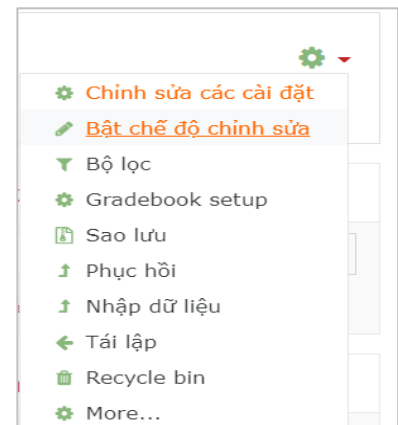 Chỉnh sửa các cài đặt
Bật chế độ chỉnh sửa
Bộ lọc
Gradebook setup
Sao lưu
Phục hồi
Nhập dữ liệu
Tái lập
Recycle bin
More...